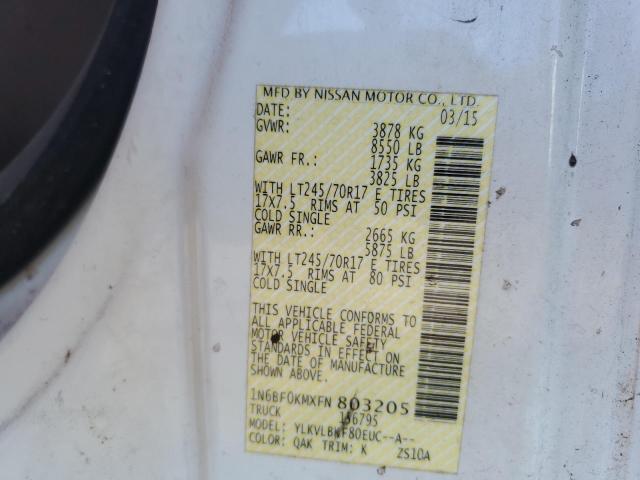 MFD BY NISSAN MOTOR CO., LTD.
DATE: 03/15
GVWR: 3878 KG
8550 LB
GAWR FR.: 1735 KG
3825 LB
WITH LT245/70R17 E TIRES
17X7.5 RIMS AT 50 PSI
COLD SINGLE
GAWR RR.: 2665 KG
5875 LB
WITH LT245/70R17 E TIRES
17X7.5 RIMS AT 80 PSI
COLD SINGLE
THIS VEHICLE CONFORMS TO
ALL APPLICABLE FEDERAL
MOTOR VEHICLE SAFETY
STANDARDS IN EFFECT ON
THE DATE OF MANUFACTURE
SHOWN ABOVE.
1N6BF0KMXFN 803205
TRUCK
MODEL:
COLOR: QAK TRIM: K ZS10A